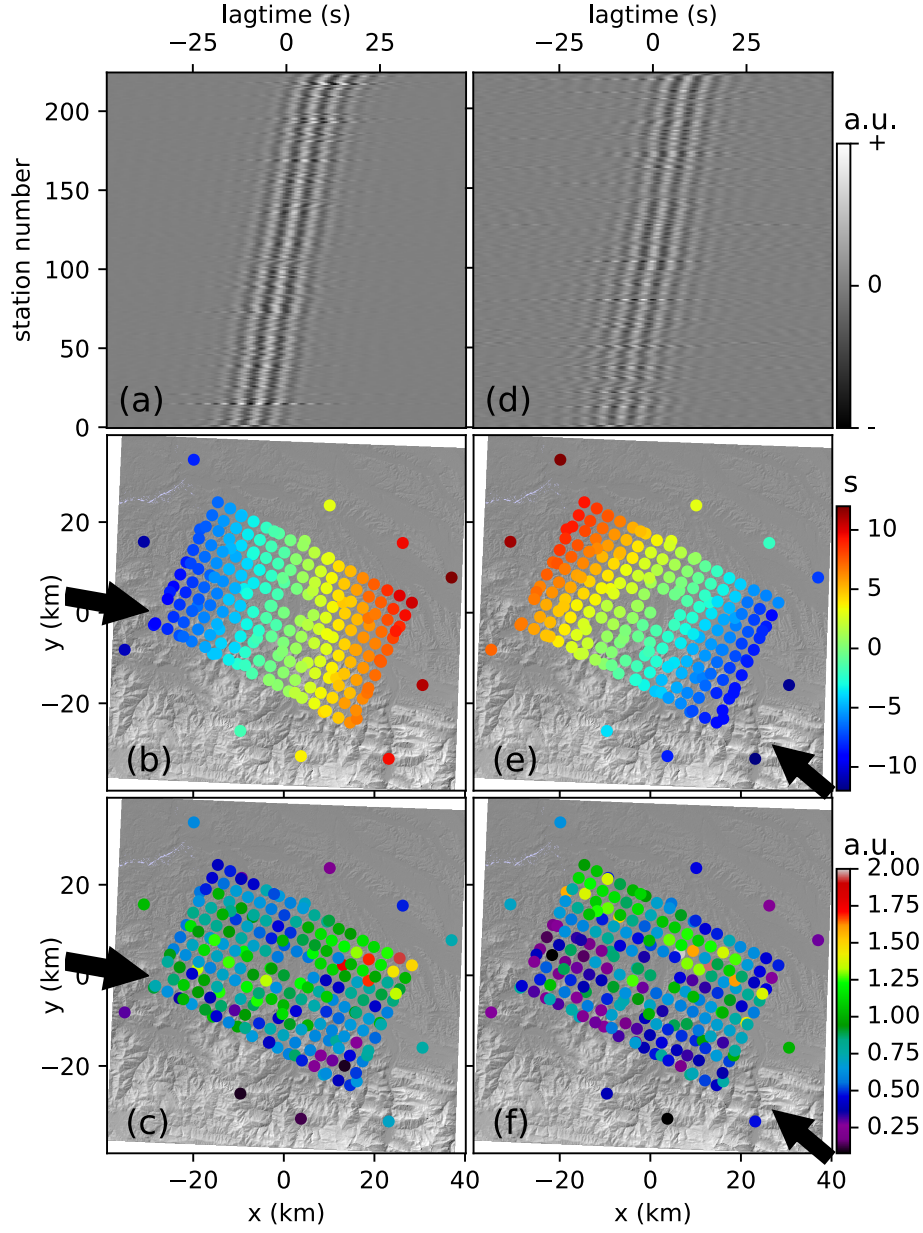 lagtime (s) lagtime (s)
−25 0 25 −25 0 25
station number
200
150
100
50
0
(a) (d)
a.u.
+
0
-
y (km)
20
0
−20
(b) (e)
s
10
5
0
−5
−10
y (km)
20
0
−20
(c) (f)
a.u.
2.00
1.75
1.50
1.25
1.00
0.75
0.50
0.25
−20 0 20 40 −20 0 20 40
x (km) x (km)